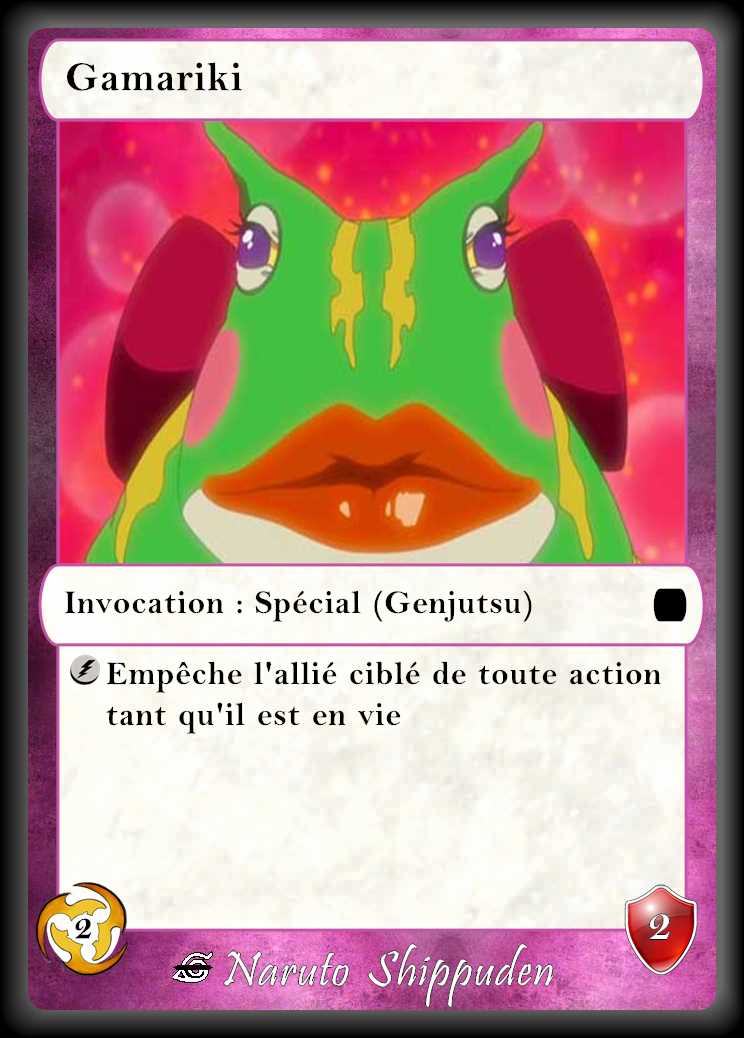 Gamariki
Invocation : Spécial (Genjutsu)
Empêche l'allié ciblé de toute action
tant qu'il est en vie
2
2
Naruto Shippuden